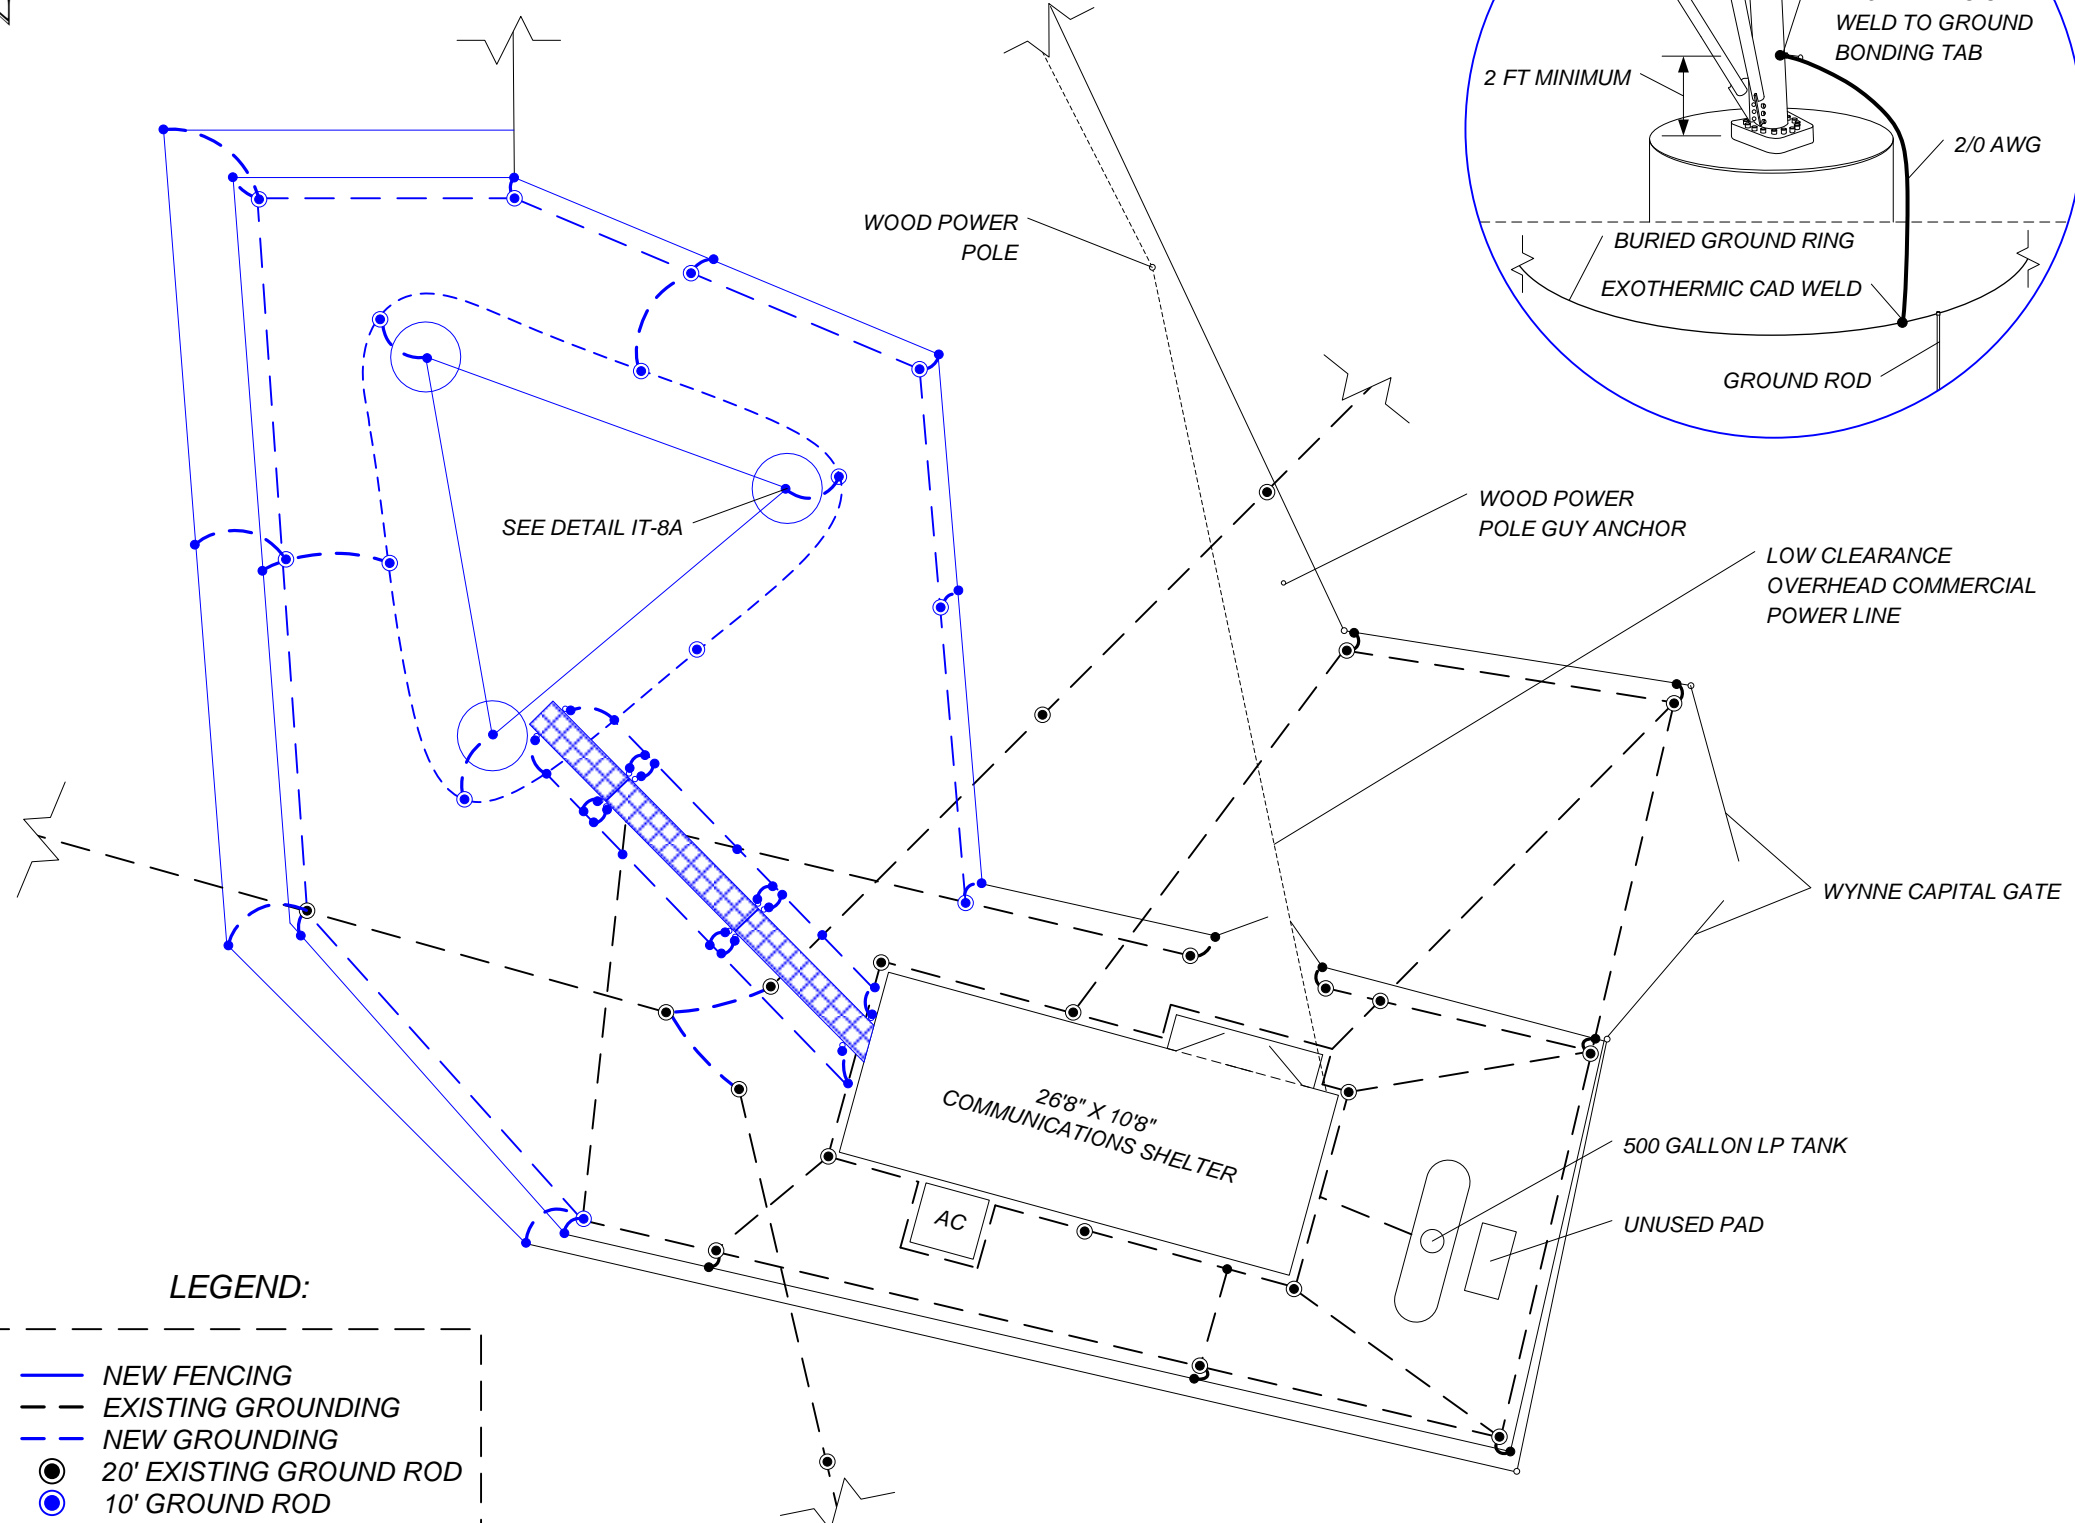 WELD TO GROUND
BONDING TAB
2 FT MINIMUM
2/0 AWG
WOOD POWER
POLE
BURIED GROUND RING
EXOTHERMIC CAD WELD
GROUND ROD
SEE DETAIL IT-8A
WOOD POWER
POLE GUY ANCHOR
LOW CLEARANCE
OVERHEAD COMMERCIAL
POWER LINE
WYNNE CAPITAL GATE
26'8" X 10'8"
COMMUNICATIONS SHELTER
500 GALLON LP TANK
AC
UNUSED PAD
LEGEND:
NEW FENCING
EXISTING GROUNDING
NEW GROUNDING
20' EXISTING GROUND ROD
10' GROUND ROD